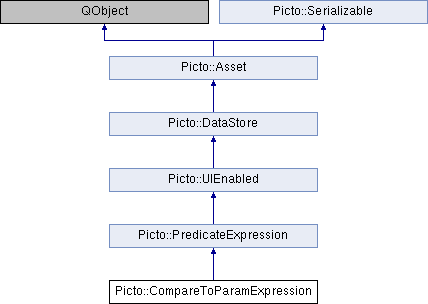 QObject
Picto::Serializable
Picto::Asset
Picto::DataStore
Picto::UIEnabled
Picto::PredicateExpression
Picto::CompareToParamExpression